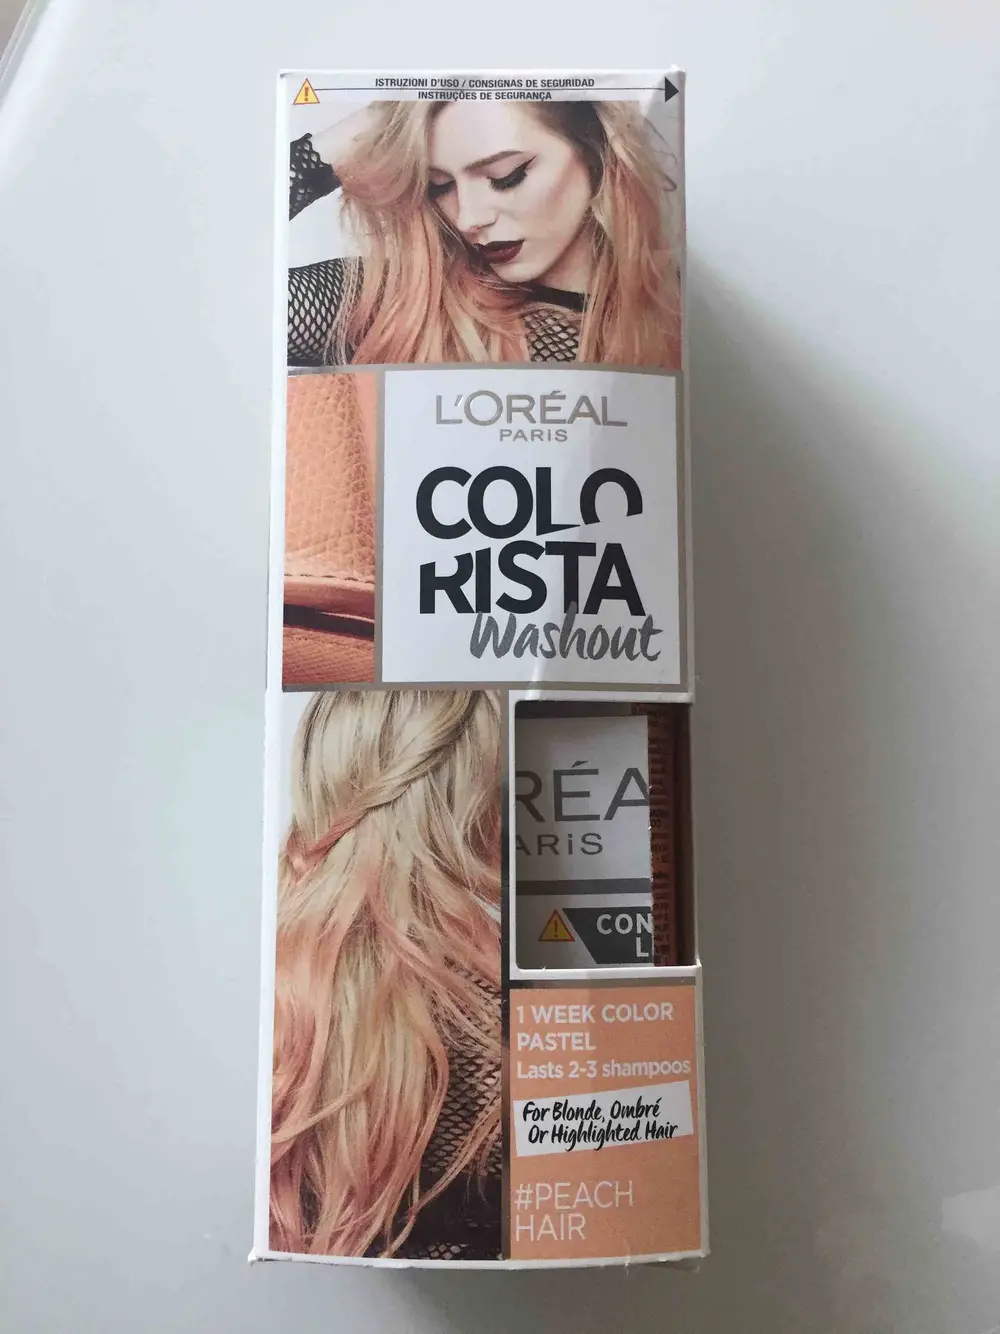 ISTRUZIONI D'USO / CONSIGNAS DE SEGURIDAD
INSTRUÇÕES DE SEGURANÇA
L'ORÉAL
PARIS
COLO
RISTA
Washout
RÉA
ARIS
CON
L
1 WEEK COLOR
PASTEL
Lasts 2-3 shampoos
For Blonde, Ombré
Or Highlighted Hair
#PEACH
HAIR